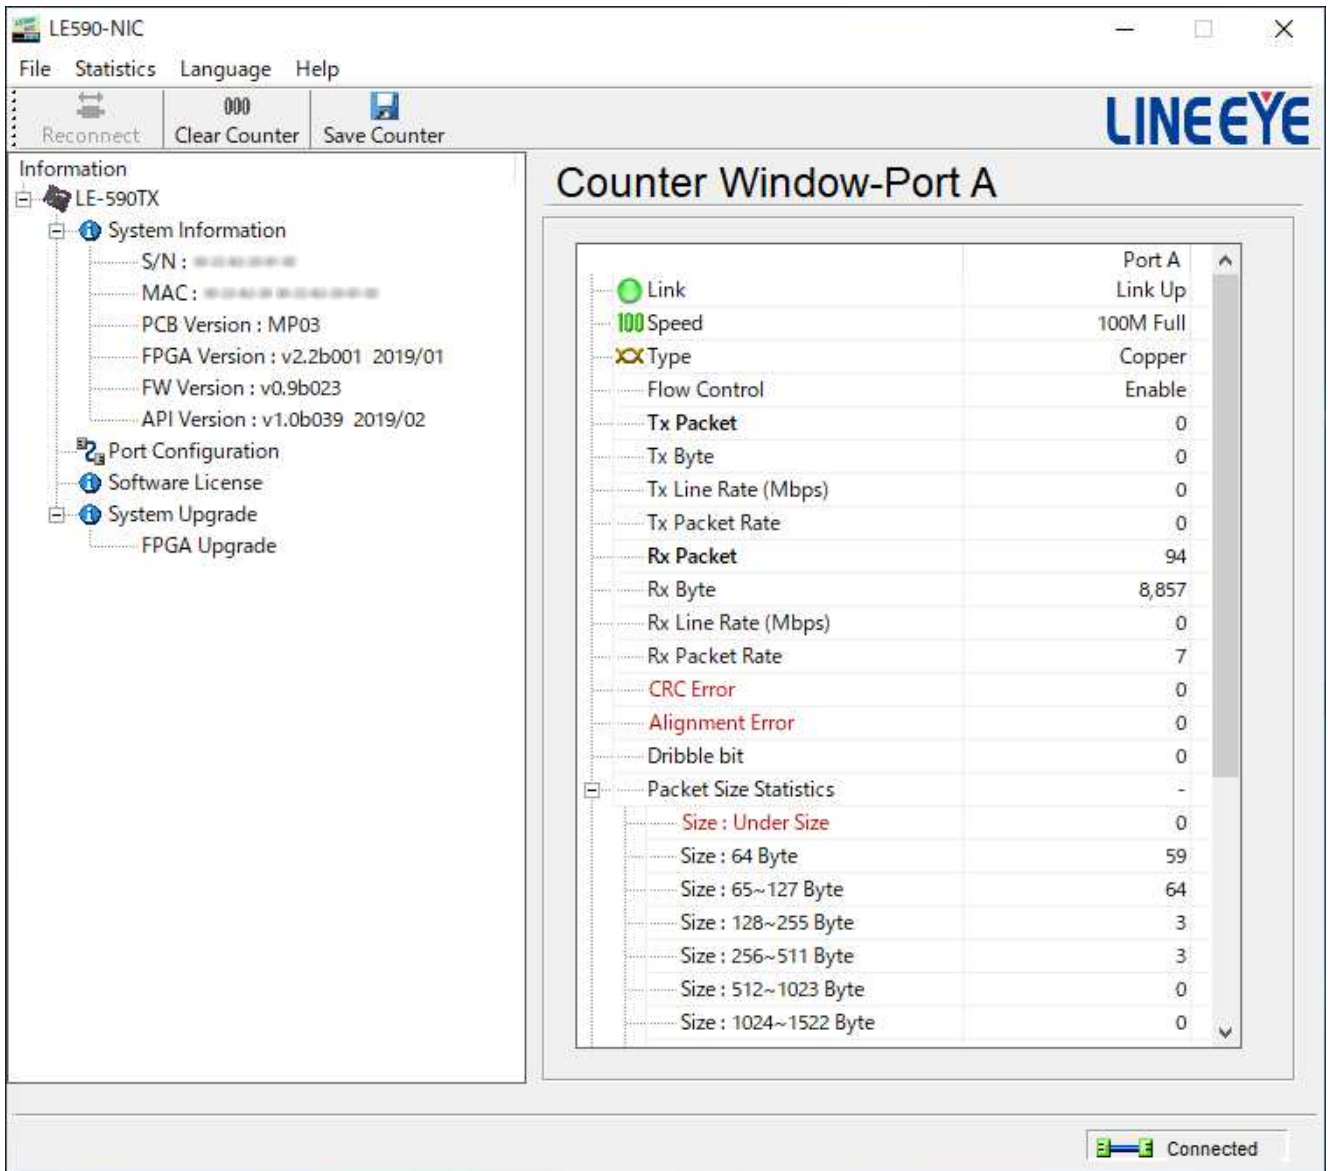 LE590-NIC
File Statistics Language Help
Reconnect
000
Clear Counter
Save Counter
LINEEYE
Information
LE-590TX
System Information
S/N :
MAC :
PCB Version : MP03
FPGA Version : v2.2b001 2019/01
FW Version : v0.9b023
API Version : v1.0b039 2019/02
Port Configuration
Software License
System Upgrade
FPGA Upgrade
Counter Window-Port A
Port A
Link Link Up
100 Speed 100M Full
Type Copper
Flow Control Enable
Tx Packet 0
Tx Byte 0
Tx Line Rate (Mbps) 0
Tx Packet Rate 0
Rx Packet 94
Rx Byte 8,857
Rx Line Rate (Mbps) 0
Rx Packet Rate 7
CRC Error 0
Alignment Error 0
Dribble bit 0
Packet Size Statistics -
Size : Under Size 0
Size : 64 Byte 59
Size : 65~127 Byte 64
Size : 128~255 Byte 3
Size : 256~511 Byte 3
Size : 512~1023 Byte 0
Size : 1024~1522 Byte 0
Connected